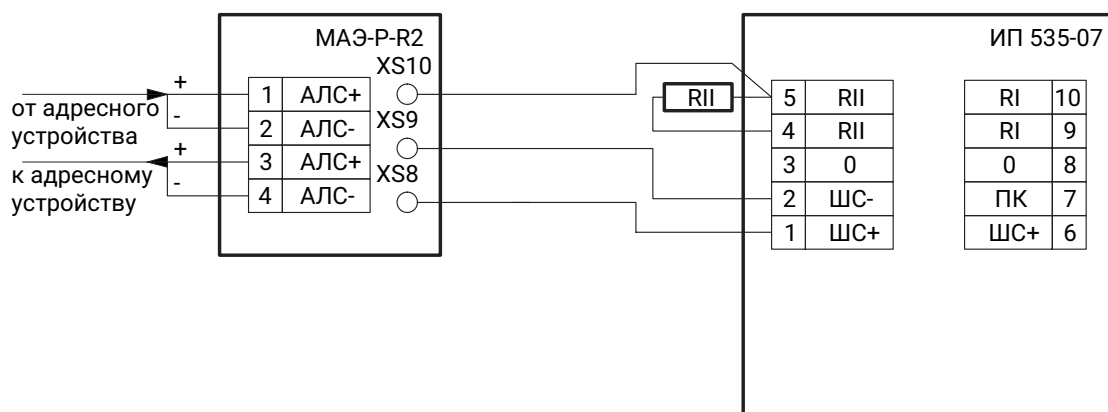 МАЭ-Р-R2
ИП 535-07
XS10
+
1 АЛС+
RII
5 RII
RI 10
от адресного
-
2 АЛС-
XS9
4 RII
RI 9
устройства
+
3 АЛС+
3 0
0 8
к адресному
-
4 АЛС-
XS8
2 ШС-
ПК 7
устройству
1 ШС+
ШС+ 6